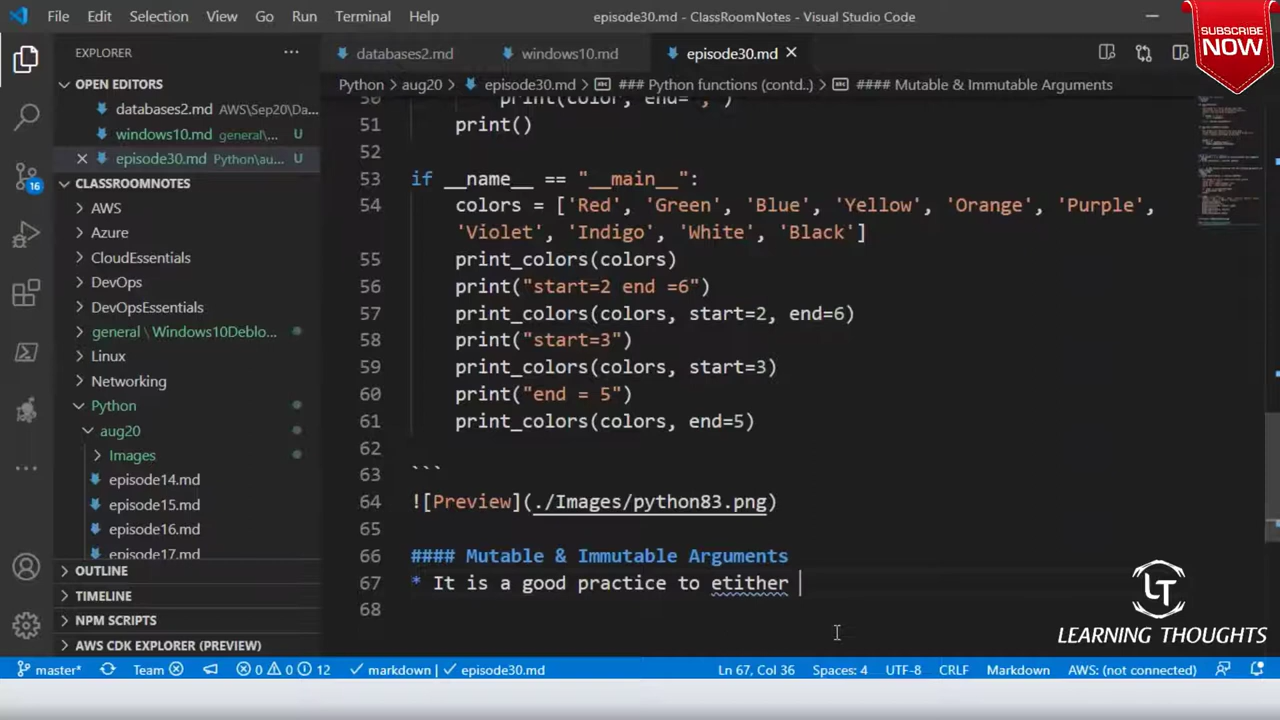 File Edit Selection View Go Run Terminal Help
episode30.md - ClassRoomNotes - Visual Studio Code
SUBSCRIBE
NOW
EXPLORER
databases2.md
windows10.md
episode30.md
OPEN EDITORS
databases2.md AWS\Sep20\Da...
windows10.md general\... U
episode30.md Python\au... U
Python > aug20 > episode30.md > ### Python functions (contd..) > #### Mutable & Immutable Arguments
CLASSROOMNOTES
AWS
Azure
CloudEssentials
DevOps
DevOpsEssentials
general \ Windows10Deblo...
Linux
Networking
Python
aug20
Images
episode14.md
episode15.md
episode16.md
episode17.md
OUTLINE
TIMELINE
NPM SCRIPTS
AWS CDK EXPLORER (PREVIEW)
16
50 print(color, end=", ")
51 print()
52
53 if __name__ == "__main__":
54 colors = ['Red', 'Green', 'Blue', 'Yellow', 'Orange', 'Purple',
'Violet', 'Indigo', 'White', 'Black']
55 print_colors(colors)
56 print("start=2 end =6")
57 print_colors(colors, start=2, end=6)
58 print("start=3")
59 print_colors(colors, start=3)
60 print("end = 5")
61 print_colors(colors, end=5)
62
63 ```
64 ![Preview](./Images/python83.png)
65
66 #### Mutable & Immutable Arguments
67 * It is a good practice to etither
68
LT
LEARNING THOUGHTS
master* Team 0 0 12 markdown episode30.md Ln 67, Col 36 Spaces: 4 UTF-8 CRLF Markdown AWS: (not connected)